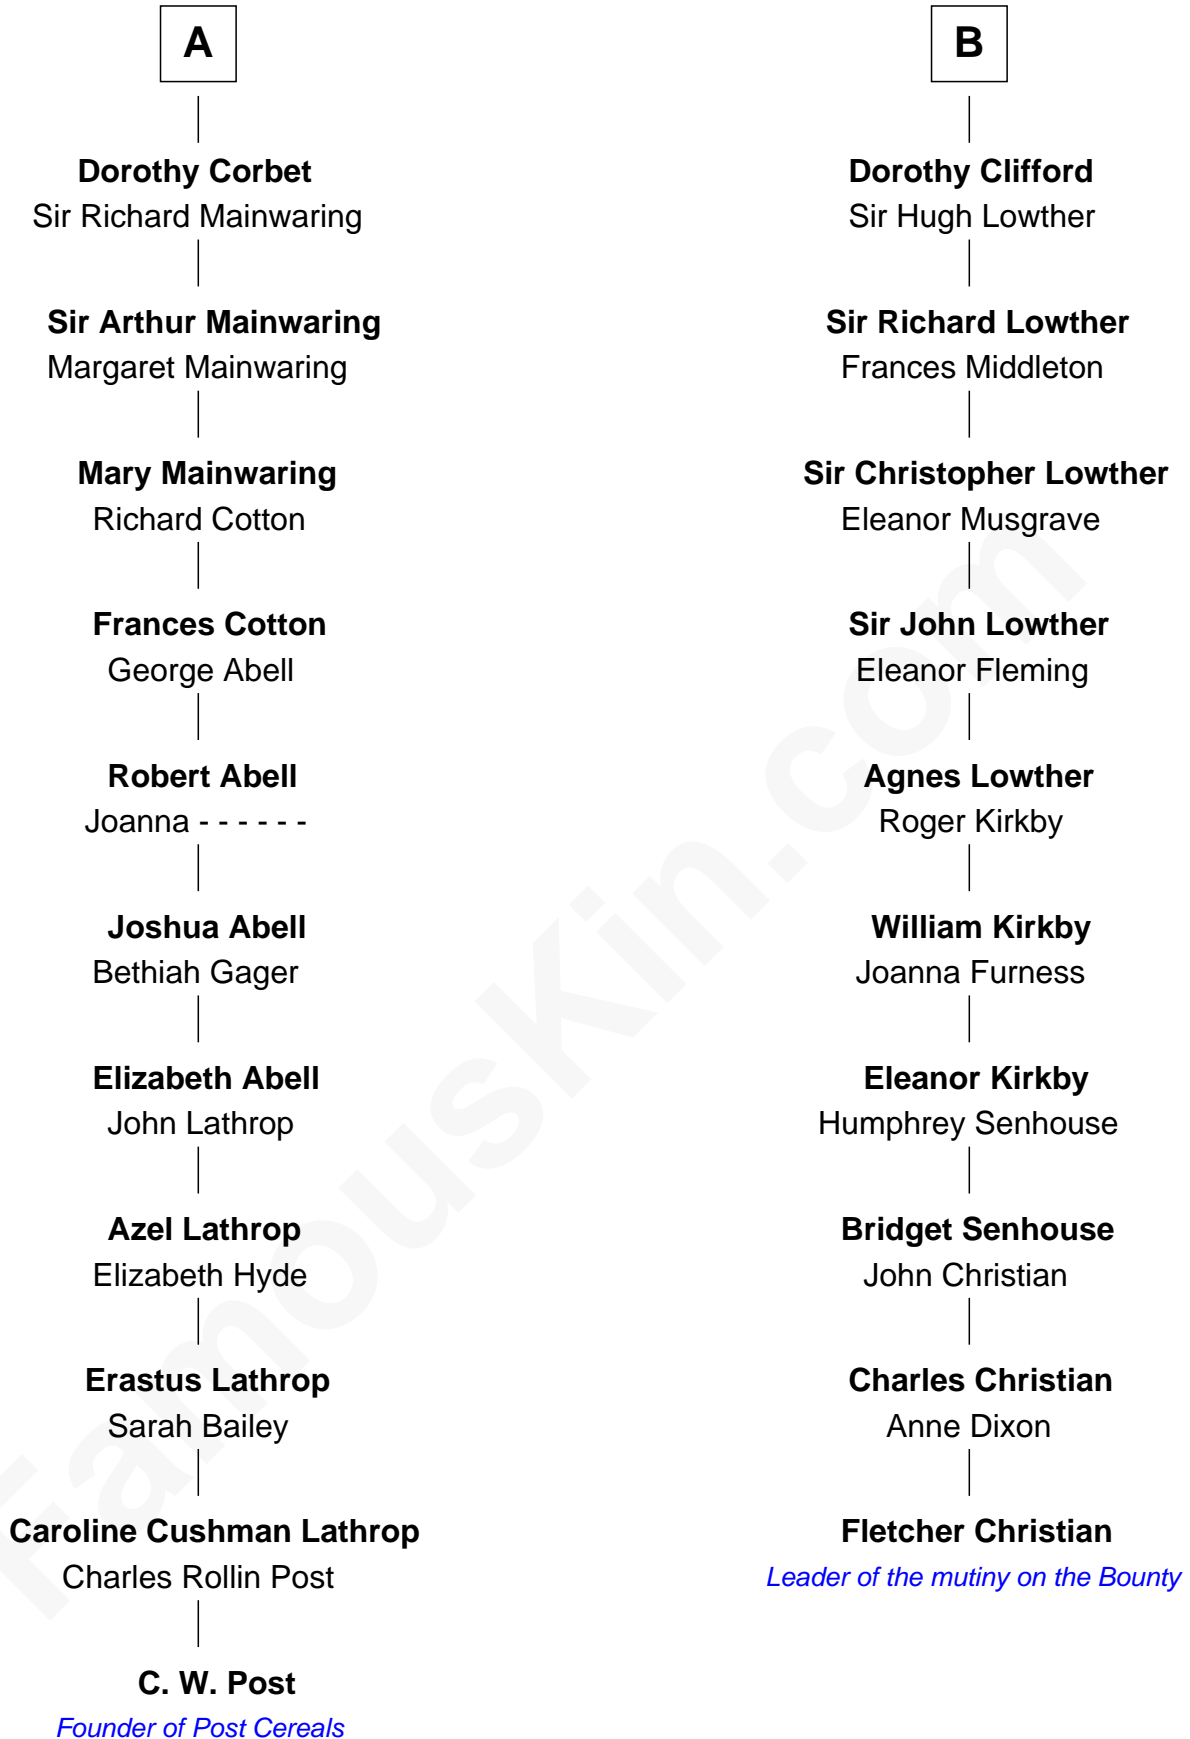 A
Dorothy Corbet
Sir Richard Mainwaring
Sir Arthur Mainwaring
Margaret Mainwaring
Mary Mainwaring
Richard Cotton
Frances Cotton
George Abell
Robert Abell
Joanna - - - - - -
Joshua Abell
Bethiah Gager
Elizabeth Abell
John Lathrop
Azel Lathrop
Elizabeth Hyde
Erastus Lathrop
Sarah Bailey
Caroline Cushman Lathrop
Charles Rollin Post
C. W. Post
Founder of Post Cereals
B
Dorothy Clifford
Sir Hugh Lowther
Sir Richard Lowther
Frances Middleton
Sir Christopher Lowther
Eleanor Musgrave
Sir John Lowther
Eleanor Fleming
Agnes Lowther
Roger Kirkby
William Kirkby
Joanna Furness
Eleanor Kirkby
Humphrey Senhouse
Bridget Senhouse
John Christian
Charles Christian
Anne Dixon
Fletcher Christian
Leader of the mutiny on the Bounty
FamousKin.com